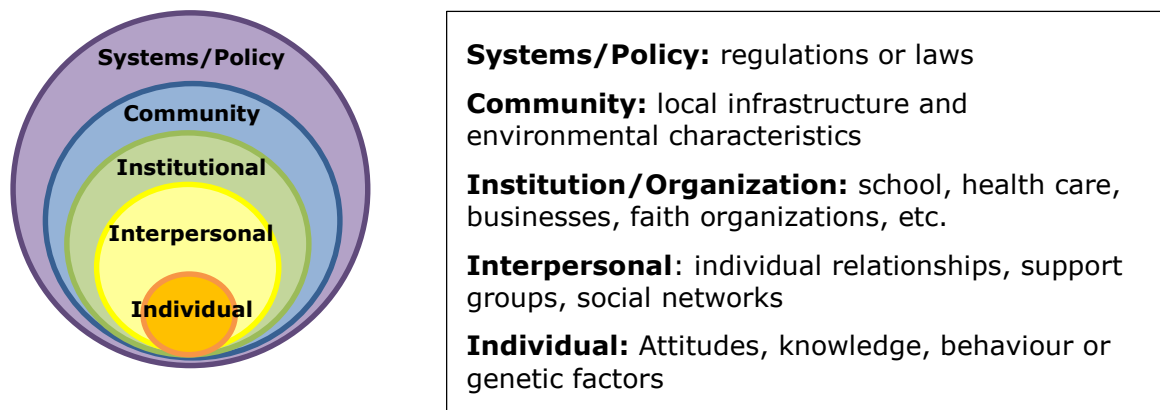 Systems/Policy
Community
Institutional
Interpersonal
Individual
Systems/Policy: regulations or laws
Community: local infrastructure and
environmental characteristics
Institution/Organization: school, health care,
businesses, faith organizations, etc.
Interpersonal: individual relationships, support
groups, social networks
Individual: Attitudes, knowledge, behaviour or
genetic factors